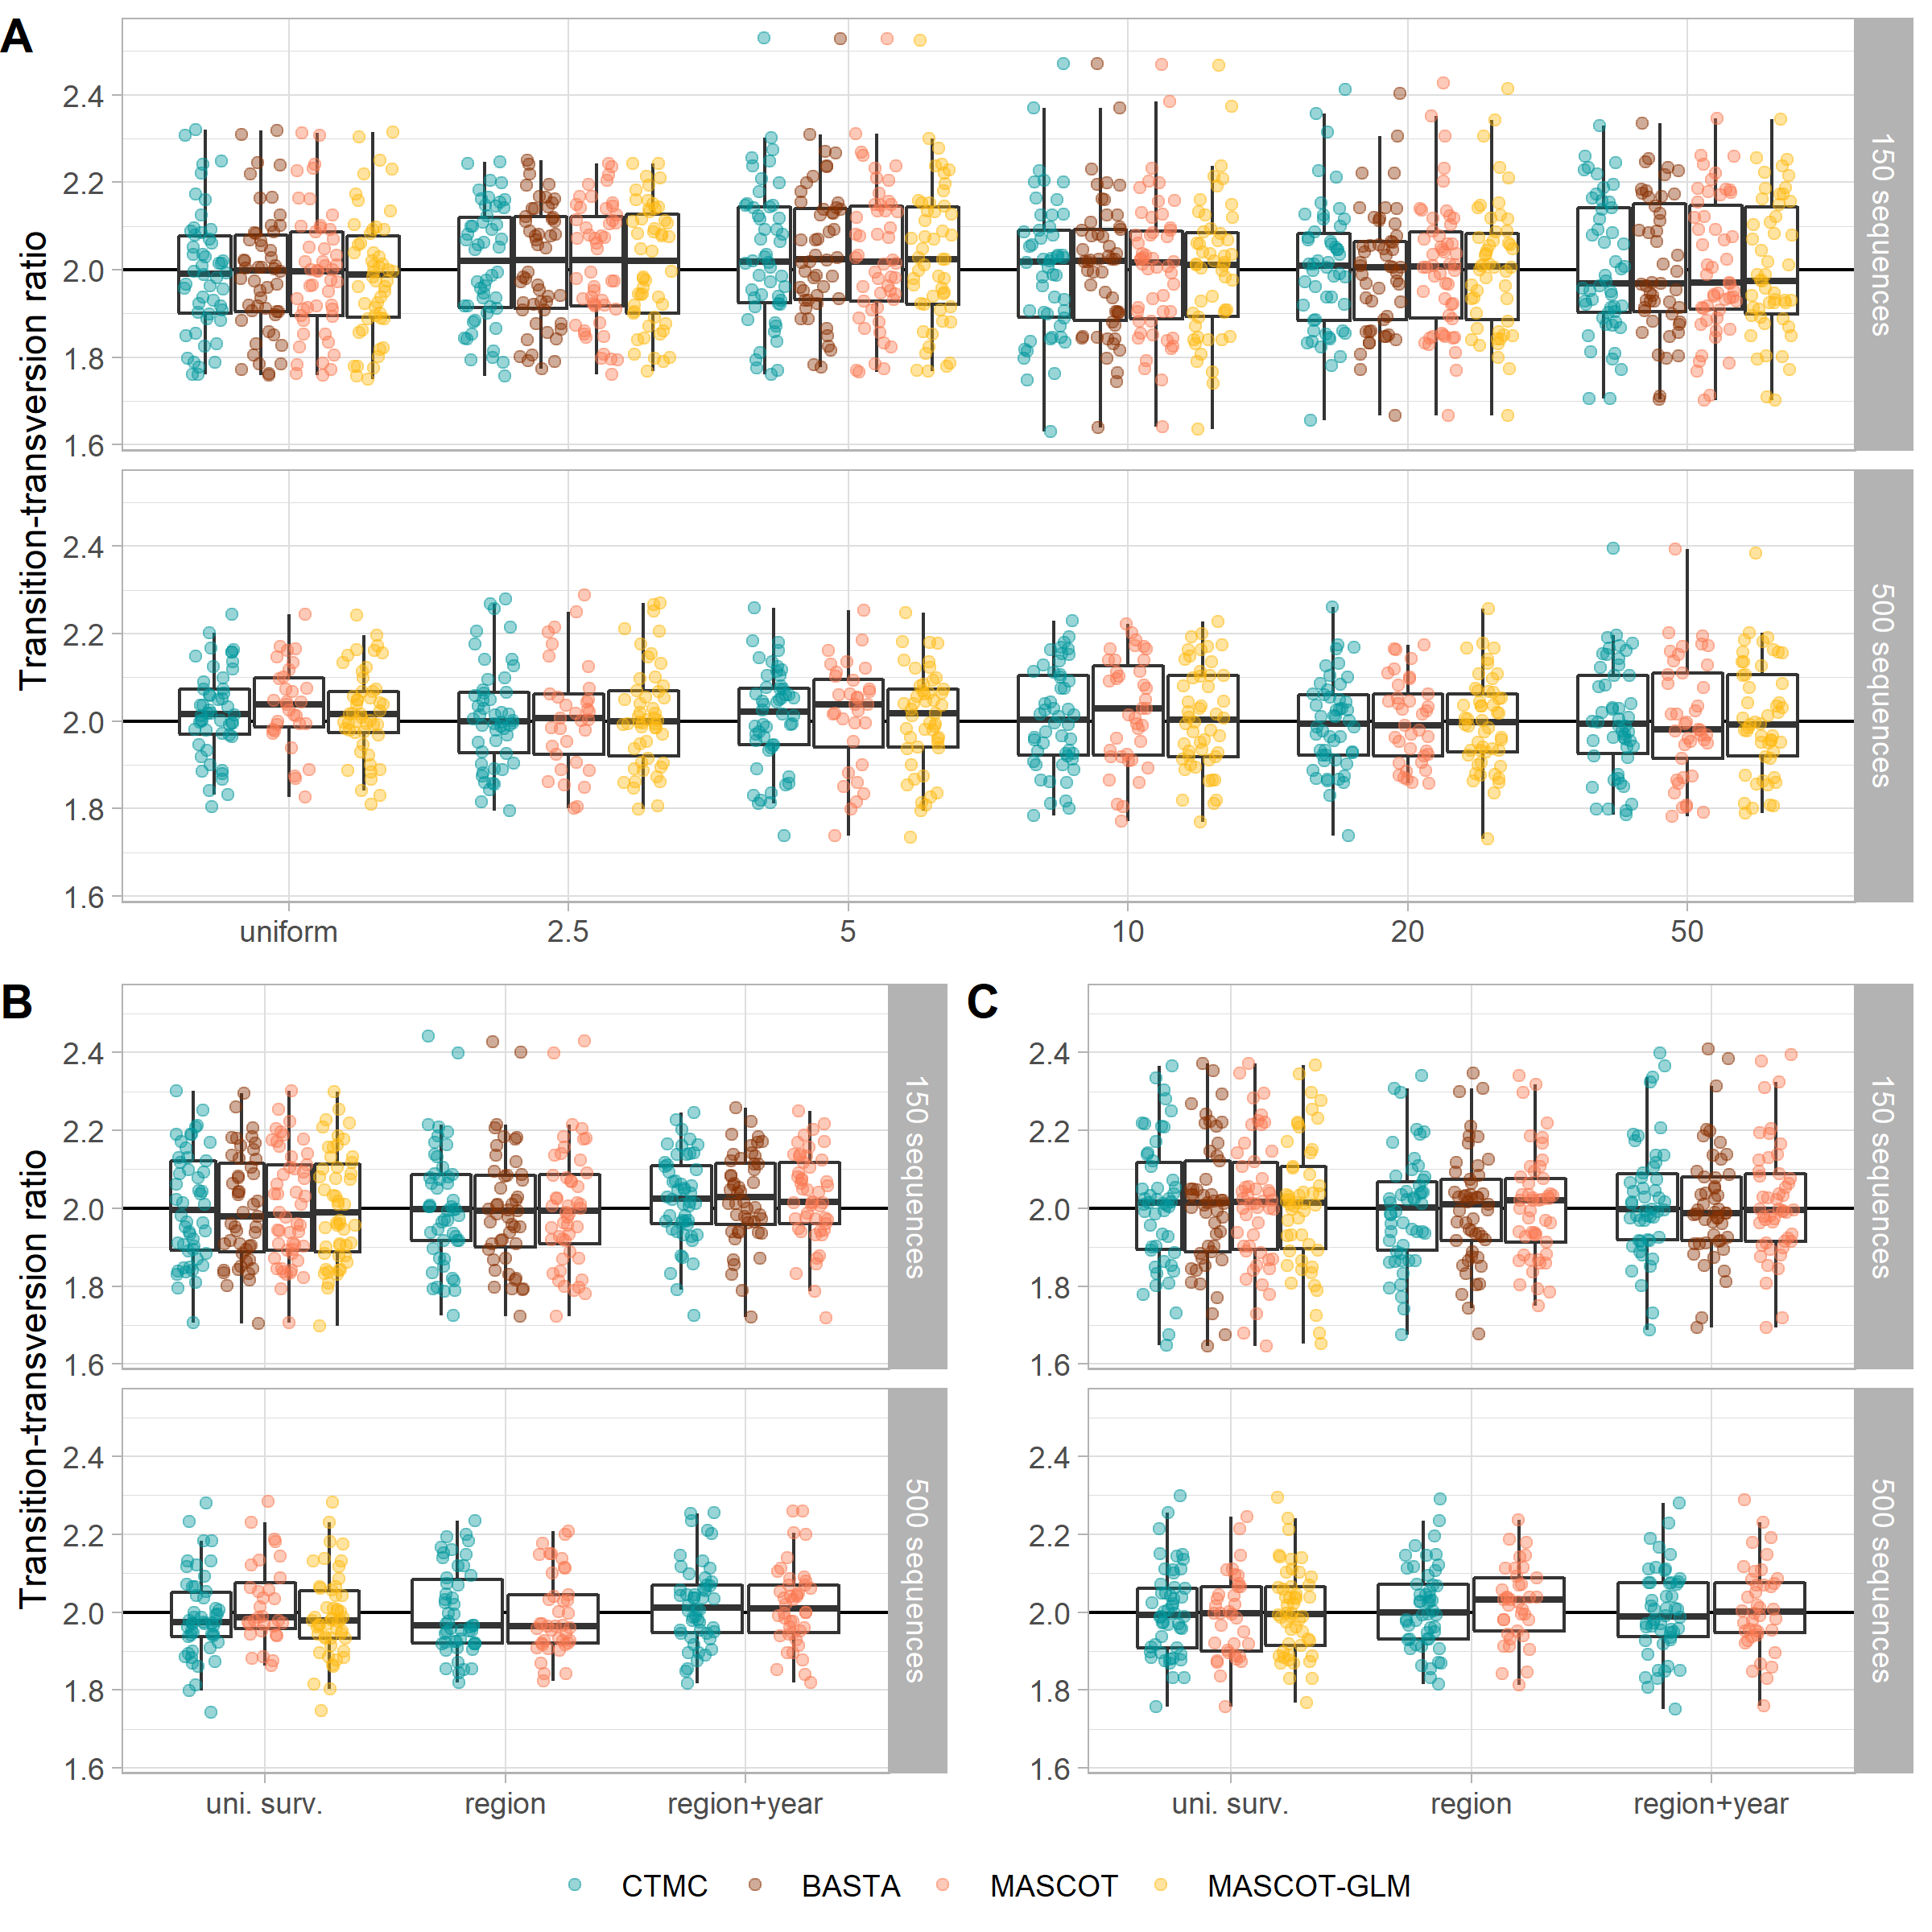 A
Transition-transversion ratio
2.4
2.2
2.0
1.8
1.6
150 sequences
2.4
2.2
2.0
1.8
1.6
500 sequences
uniform 2.5 5 10 20 50
B
Transition-transversion ratio
2.4
2.2
2.0
1.8
1.6
150 sequences
2.4
2.2
2.0
1.8
1.6
500 sequences
uni. surv. region region+year
C
2.4
2.2
2.0
1.8
1.6
150 sequences
2.4
2.2
2.0
1.8
1.6
500 sequences
uni. surv. region region+year
CTMC BASTA MASCOT MASCOT-GLM